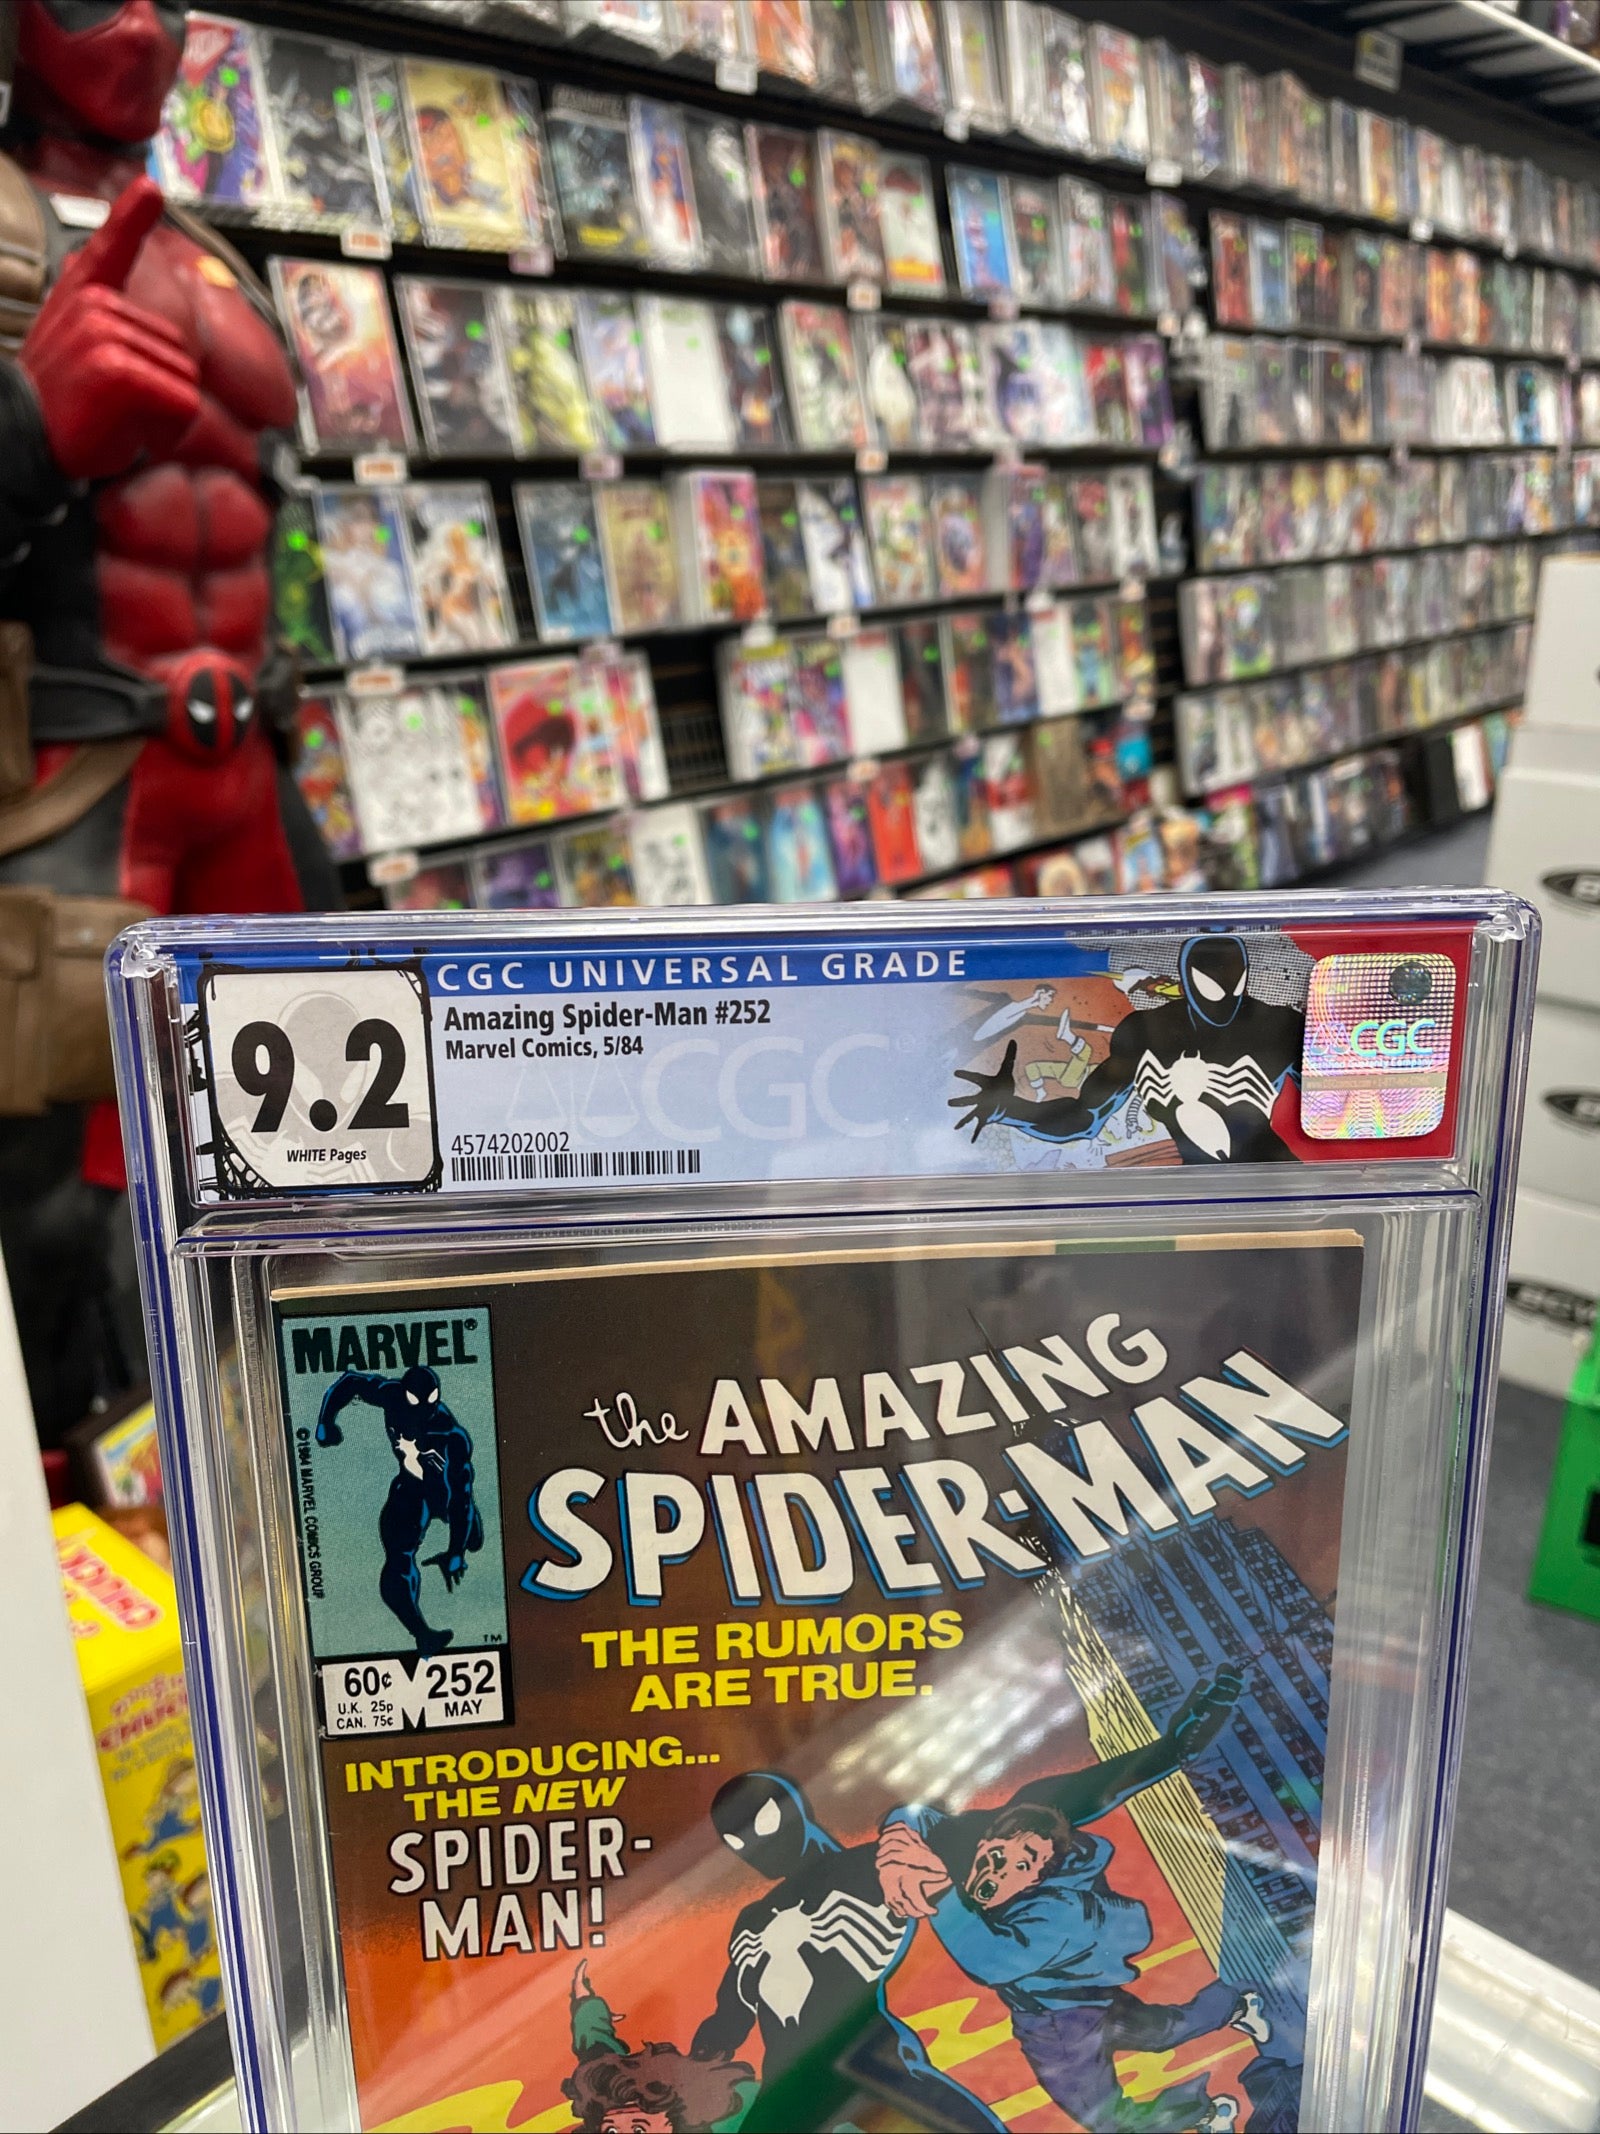 CGC UNIVERSAL GRADE
9.2
WHITE Pages
Amazing Spider-Man #252
Marvel Comics, 5/84
4574202002
CGC
CGC
MARVEL®
©1984 MARVEL COMICS GROUP
TM
60¢
U.K. 25p
CAN. 75¢
252
MAY
the AMAZING
SPIDER-MAN
THE RUMORS
ARE TRUE.
INTRODUCING...
THE NEW
SPIDER-
MAN!